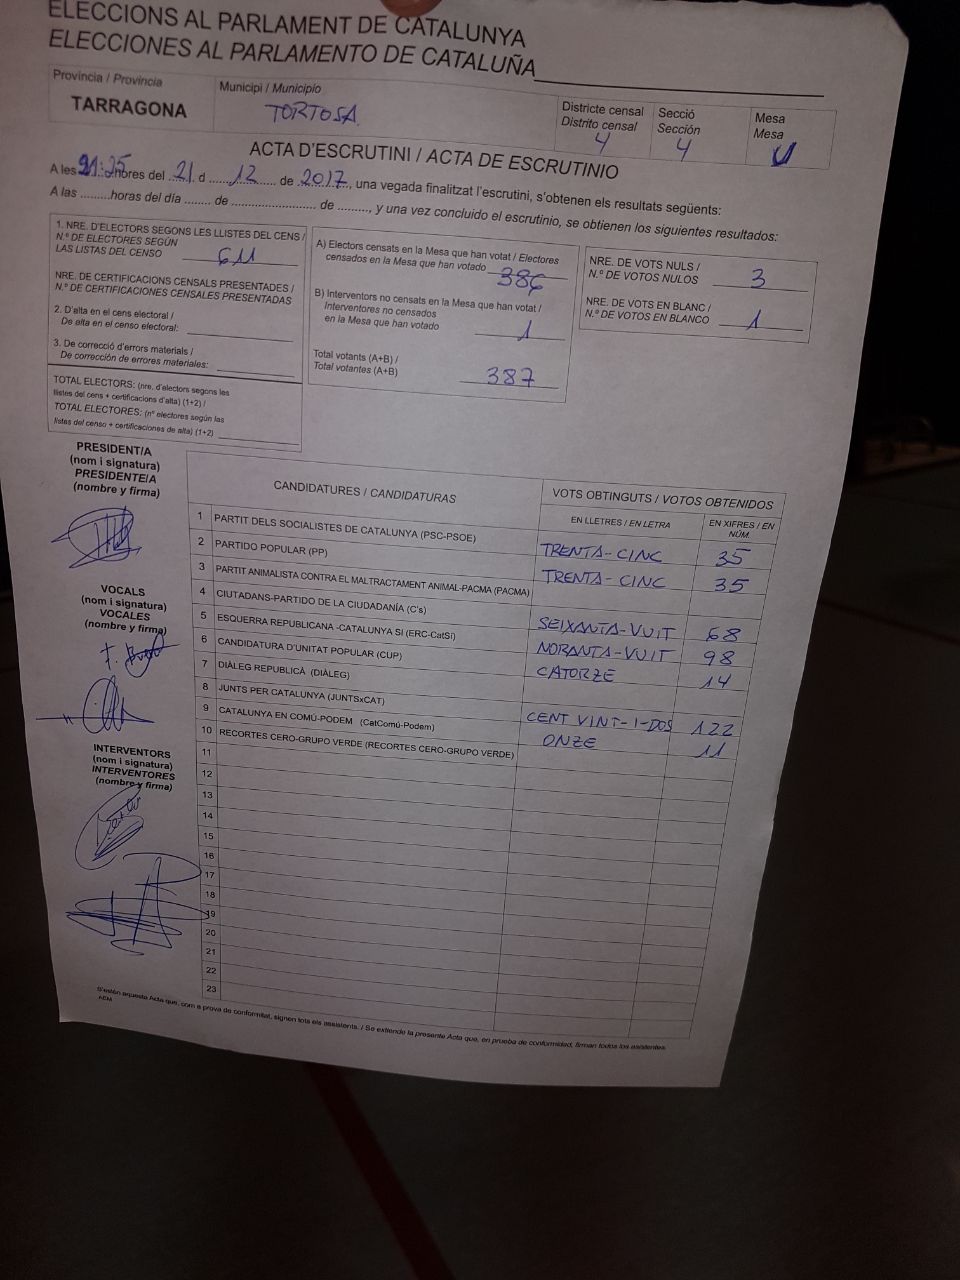 ELECCIONS AL PARLAMENT DE CATALUNYA
ELECCIONES AL PARLAMENTO DE CATALUÑA
Provincia / Provincia
TARRAGONA
Municipi / Municipio
TORTOSA
Districte censal
Distrito censal
4
Secció
Sección
4
Mesa
Mesa
U
ACTA D'ESCRUTINI / ACTA DE ESCRUTINIO
A les 21:25 hores del 21 d 12 de 2017, una vegada finalitzat l'escrutini, s'obtenen els resultats següents:
A las .........horas del día ........ de ......................... de ........., y una vez concluido el escrutinio, se obtienen los siguientes resultados:
1. NRE. D'ELECTORS SEGONS LES LLISTES DEL CENS /
N.º DE ELECTORES SEGÚN
LAS LISTAS DEL CENSO 611
NRE. DE CERTIFICACIONS CENSALS PRESENTADES /
N.º DE CERTIFICACIONES CENSALES PRESENTADAS
2. D'alta en el cens electoral /
De alta en el censo electoral:
3. De correcció d'errors materials /
De corrección de errores materiales:
TOTAL ELECTORS: (nre. d'electors segons les
llistes del cens + certificacions d'alta) (1+2) /
TOTAL ELECTORES: (nº electores según las
listas del censo + certificaciones de alta) (1+2)
A) Electors censats en la Mesa que han votat / Electores
censados en la Mesa que han votado 386
B) Interventors no censats en la Mesa que han votat /
Interventores no censados
en la Mesa que han votado 1
Total votants (A+B) /
Total votantes (A+B) 387
NRE. DE VOTS NULS /
N.º DE VOTOS NULOS 3
NRE. DE VOTS EN BLANC /
N.º DE VOTOS EN BLANCO 1
PRESIDENT/A
(nom i signatura)
PRESIDENTE/A
(nombre y firma)
VOCALS
(nom i signatura)
VOCALES
(nombre y firma)
INTERVENTORS
(nom i signatura)
INTERVENTORES
(nombre y firma)
CANDIDATURES / CANDIDATURAS
VOTS OBTINGUTS / VOTOS OBTENIDOS
EN LLETRES / EN LETRA
EN XIFRES / EN NÚM.
1 PARTIT DELS SOCIALISTES DE CATALUNYA (PSC-PSOE) TRENTA-CINC 35
2 PARTIDO POPULAR (PP) TRENTA-CINC 35
3 PARTIT ANIMALISTA CONTRA EL MALTRACTAMENT ANIMAL-PACMA (PACMA)
4 CIUTADANS-PARTIDO DE LA CIUDADANÍA (C's) SEIXANTA-VUIT 68
5 ESQUERRA REPUBLICANA -CATALUNYA SI (ERC-CatSí) NORANTA-VUIT 98
6 CANDIDATURA D'UNITAT POPULAR (CUP) CATORZE 14
7 DIÀLEG REPUBLICÀ (DIÀLEG)
8 JUNTS PER CATALUNYA (JUNTSxCAT) CENT VINT-I-DOS 122
9 CATALUNYA EN COMÚ-PODEM (CatComú-Podem) ONZE 11
10 RECORTES CERO-GRUPO VERDE (RECORTES CERO-GRUPO VERDE)
11
12
13
14
15
16
17
18
19
20
21
22
23
S'estén aquesta Acta que, com a prova de conformitat, signen tots els assistents. / Se extiende la presente Acta que, en prueba de conformidad, firman todos los asistentes